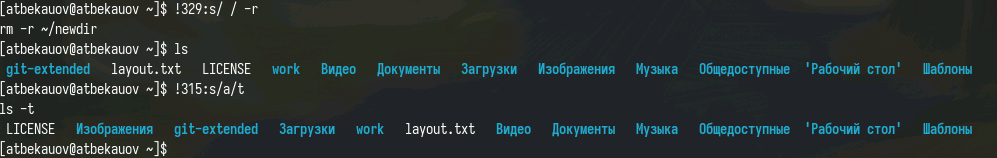 [atbekauov@atbekauov ~]$ !329:s/ / -r
rm -r ~/newdir
[atbekauov@atbekauov ~]$ ls
git-extended layout.txt LICENSE work Видео Документы Загрузки Изображения Музыка Общедоступные 'Рабочий стол' Шаблоны
[atbekauov@atbekauov ~]$ !315:s/a/t
ls -t
LICENSE Изображения git-extended Загрузки work layout.txt Видео Документы Музыка Общедоступные 'Рабочий стол' Шаблоны
[atbekauov@atbekauov ~]$